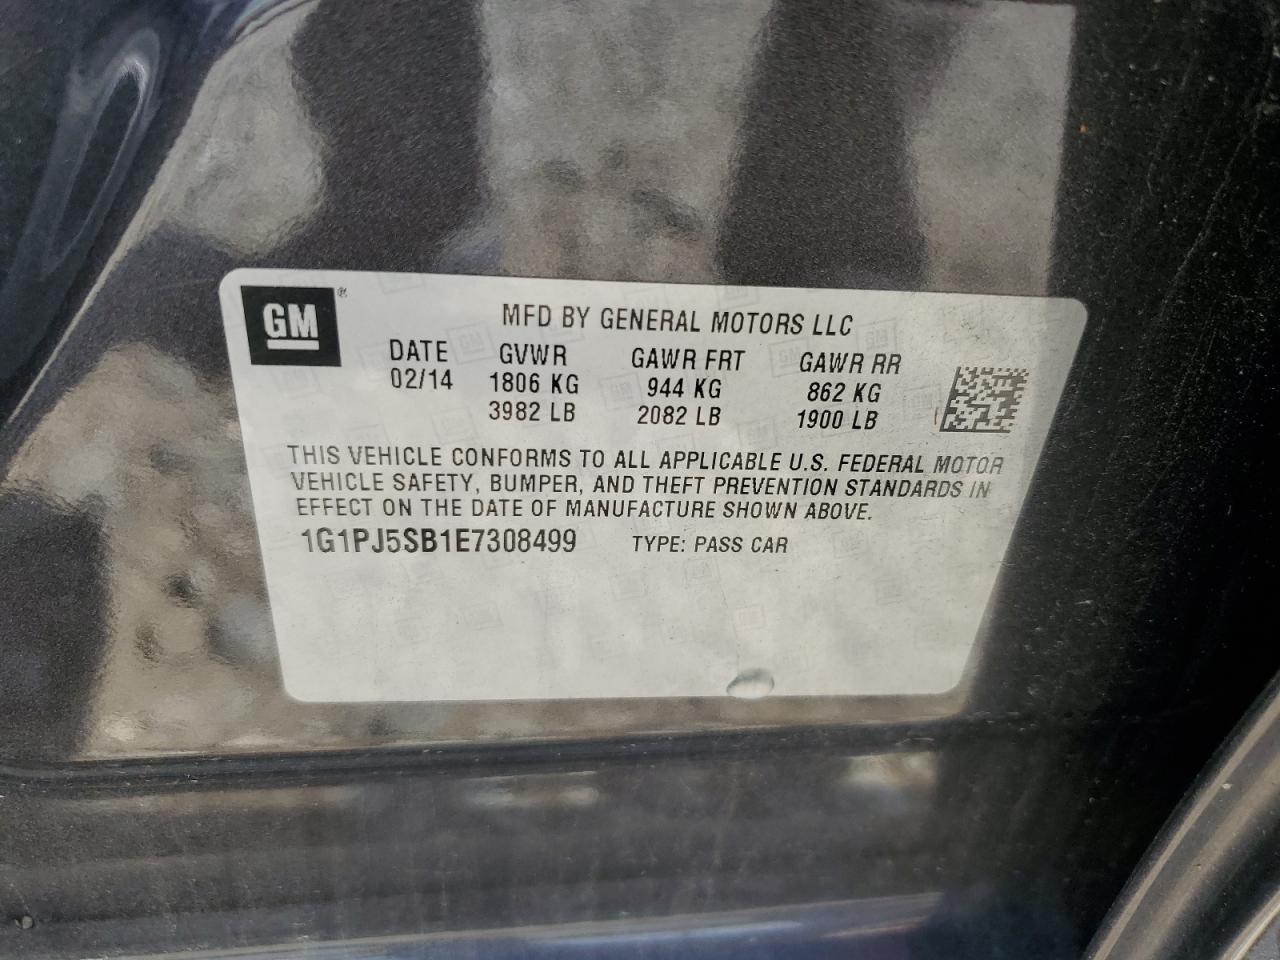 GM ®
MFD BY GENERAL MOTORS LLC
DATE GVWR GAWR FRT GAWR RR
02/14 1806 KG 944 KG 862 KG
3982 LB 2082 LB 1900 LB
THIS VEHICLE CONFORMS TO ALL APPLICABLE U.S. FEDERAL MOTOR
VEHICLE SAFETY, BUMPER, AND THEFT PREVENTION STANDARDS IN
EFFECT ON THE DATE OF MANUFACTURE SHOWN ABOVE.
1G1PJ5SB1E7308499 TYPE: PASS CAR